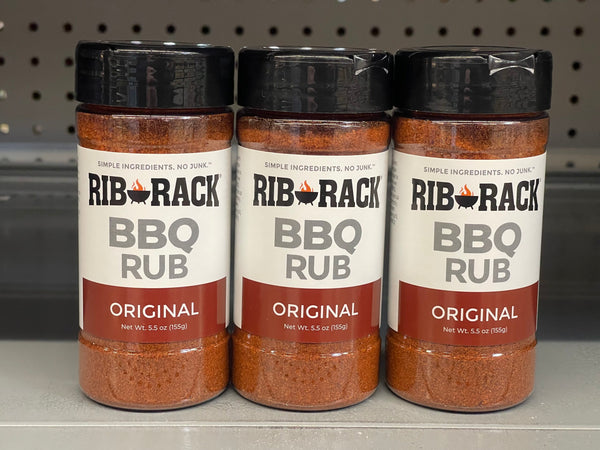 SIMPLE INGREDIENTS. NO JUNK.™
RIB RACK
BBQ
RUB
ORIGINAL
Net Wt. 5.5 oz (155g)
SIMPLE INGREDIENTS. NO JUNK.™
RIB RACK
BBQ
RUB
ORIGINAL
Net Wt. 5.5 oz (155g)
SIMPLE INGREDIENTS. NO JUNK.™
RIB RACK
BBQ
RUB
ORIGINAL
Net Wt. 5.5 oz (155g)